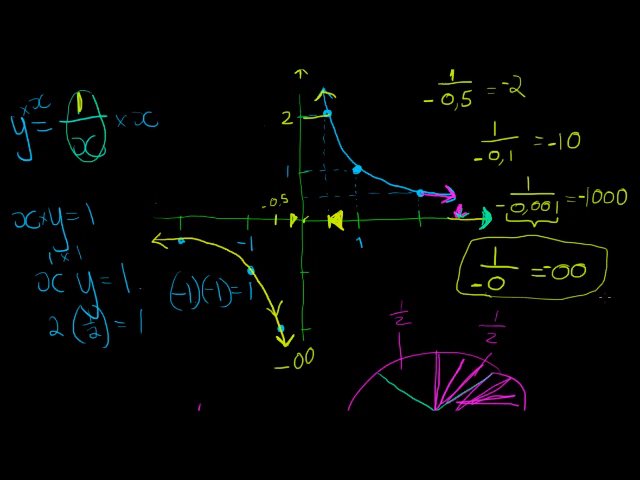 y×x = 1/x × x
x×y=1
1×1
x y = 1.
2(1/2) = 1
(-1)(-1)=1
2
1
-0,5
-1
1
-00
1/-0,5 = -2
1/-0,1 = -10
1/-0,001 = -1000
1/-0 = -00
1/2
1/2